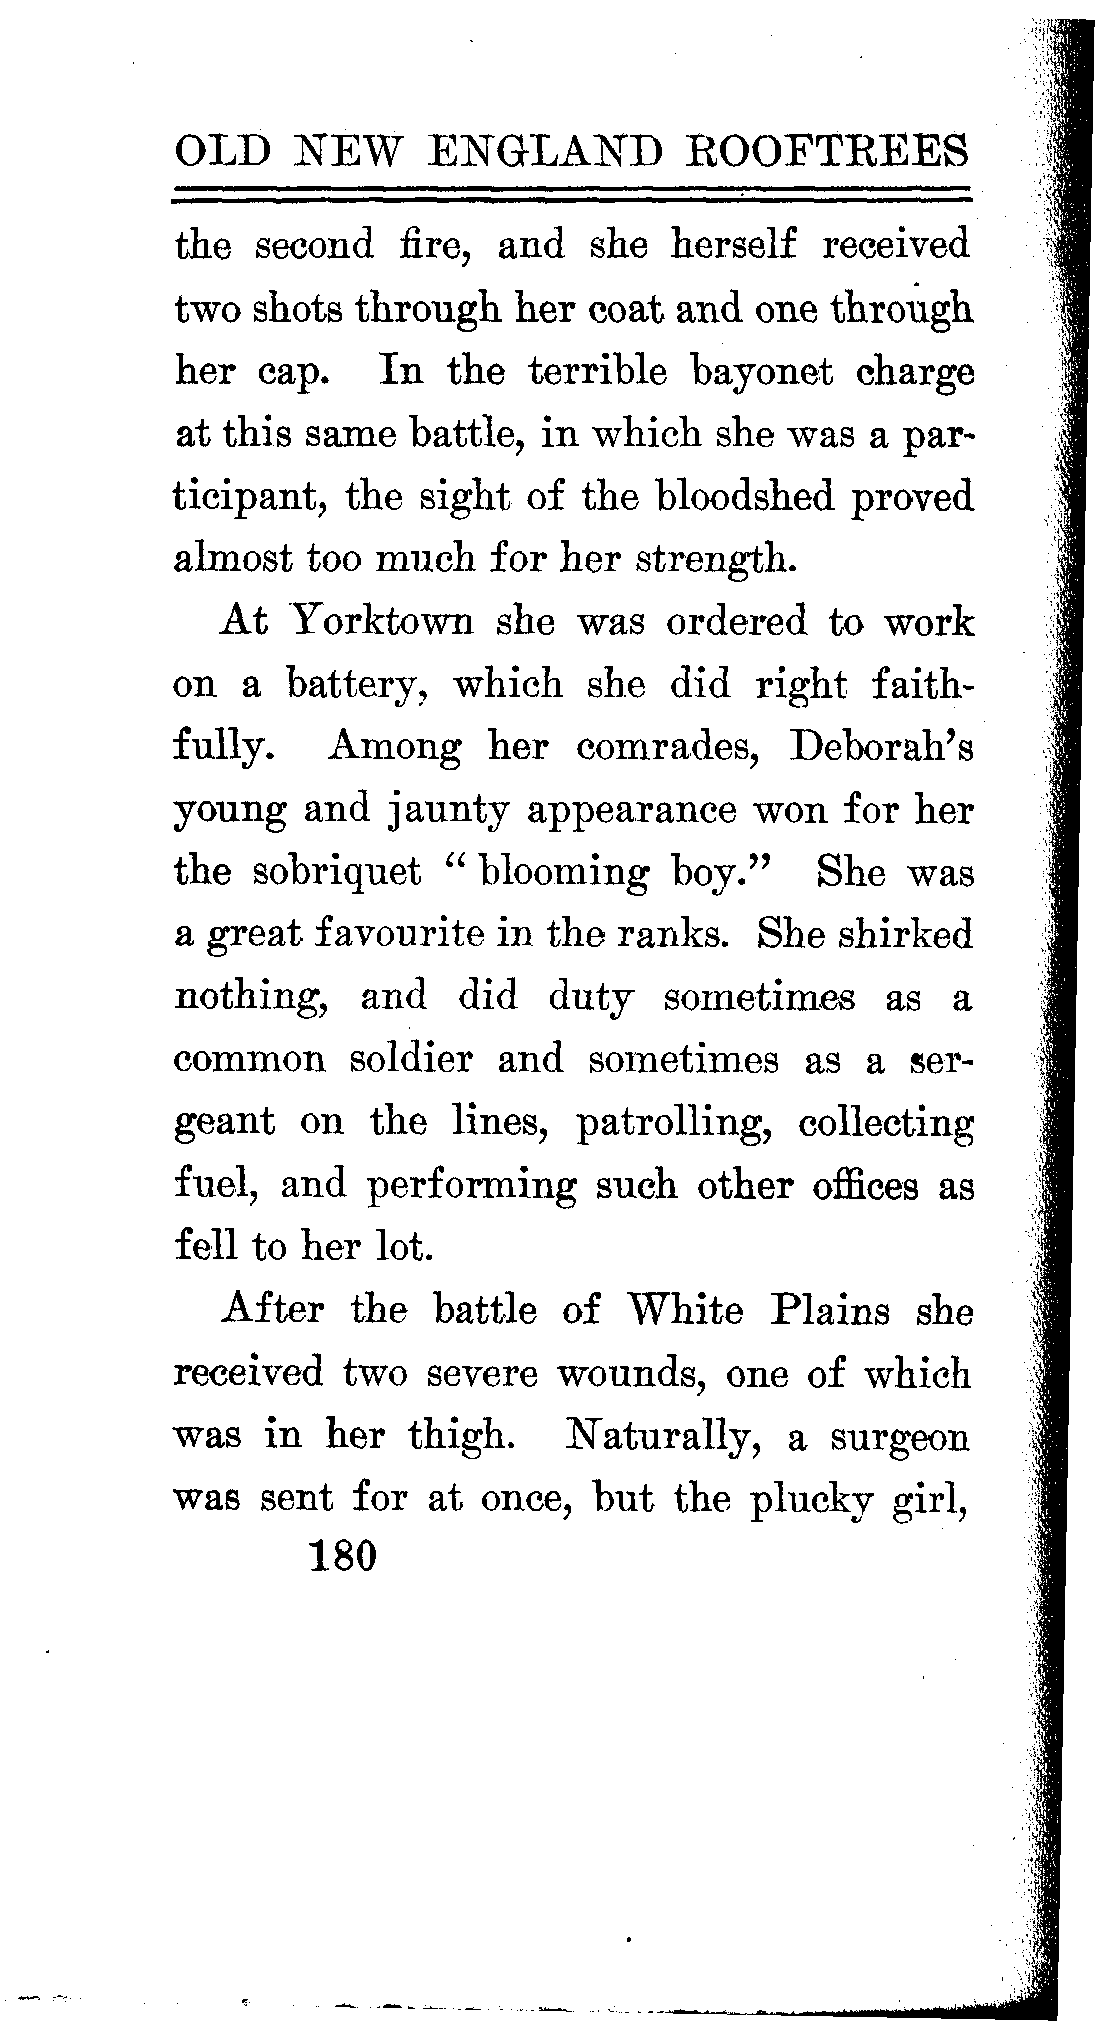 OLD NEW ENGLAND ROOFTREES
the second fire, and she herself received
two shots through her coat and one through
her cap. In the terrible bayonet charge
at this same battle, in which she was a par-
ticipant, the sight of the bloodshed proved
almost too much for her strength.
At Yorktown she was ordered to work
on a battery, which she did right faith-
fully. Among her comrades, Deborah's
young and jaunty appearance won for her
the sobriquet “ blooming boy.” She was
a great favourite in the ranks. She shirked
nothing, and did duty sometimes as a
common soldier and sometimes as a ser-
geant on the lines, patrolling, collecting
fuel, and performing such other offices as
fell to her lot.
After the battle of White Plains she
received two severe wounds, one of which
was in her thigh. Naturally, a surgeon
was sent for at once, but the plucky girl,
180